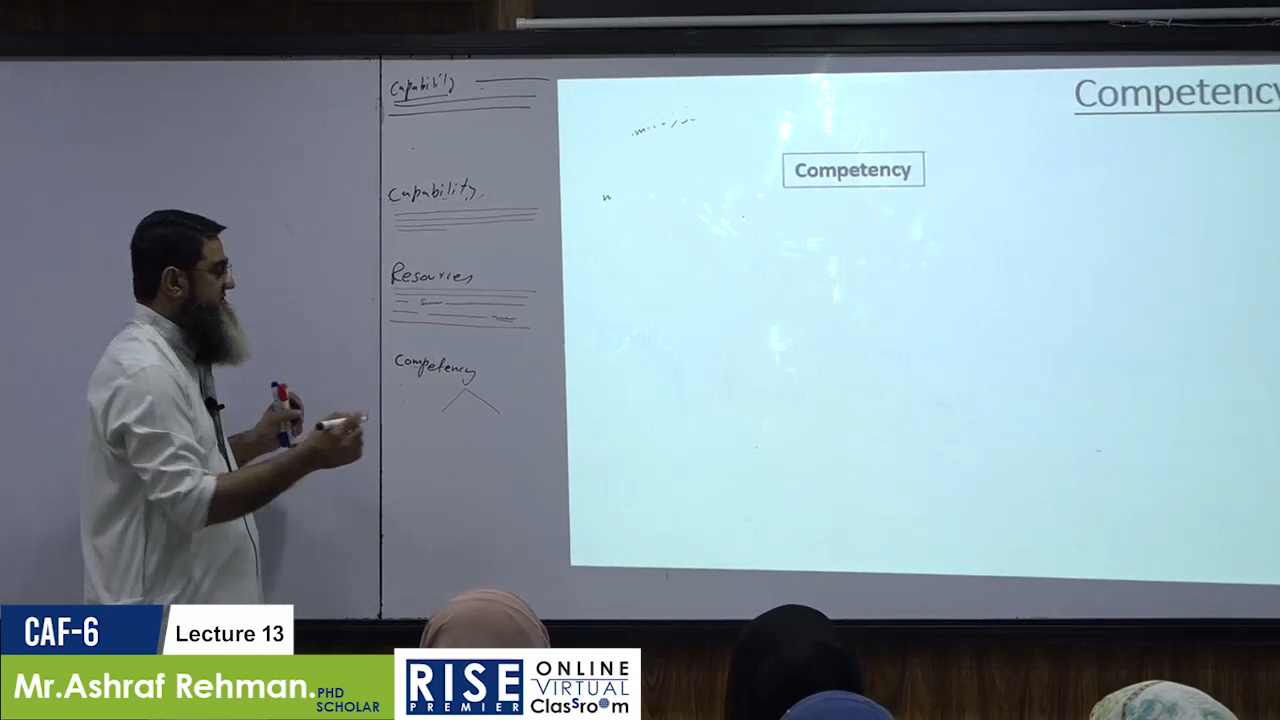 Capability
Capability
Resources
Competency
Competency
Competency
CAF-6
Lecture 13
Mr.Ashraf Rehman.
PHD
SCHOLAR
RISE
PREMIER
ONLINE
VIRTUAL
ClasSroom